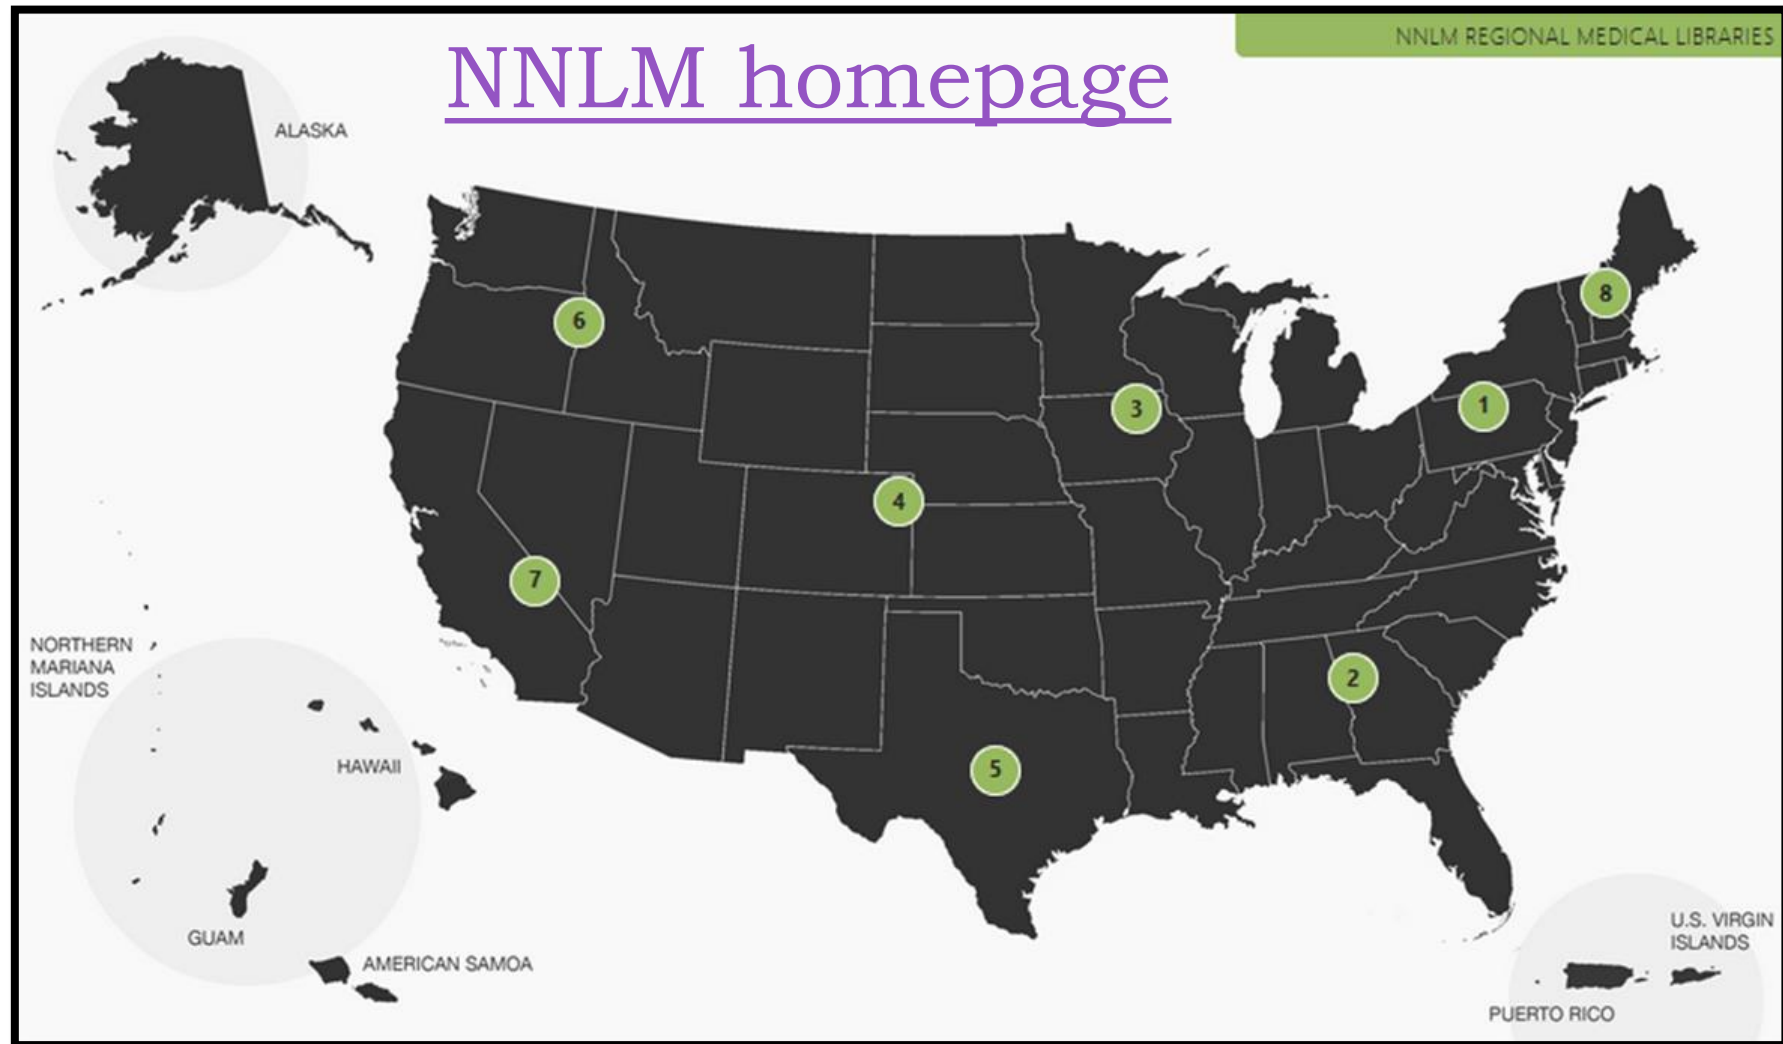 NNLM homepage
NNLM REGIONAL MEDICAL LIBRARIES
ALASKA
8
6
1
3
4
7
NORTHERN
MARIANA
ISLANDS
2
5
HAWAII
GUAM
AMERICAN SAMOA
U.S. VIRGIN
ISLANDS
PUERTO RICO